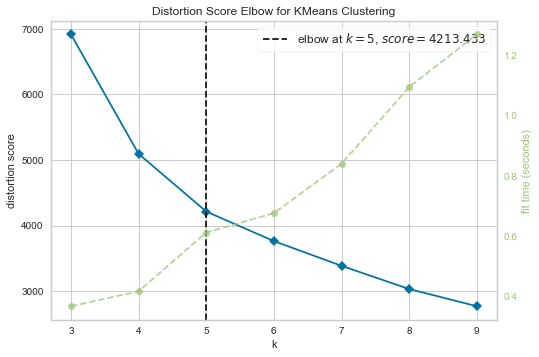 Distortion Score Elbow for KMeans Clustering
elbow at k = 5, score = 4213.433
7000
6000
5000
4000
3000
distortion score
1.2
1.0
0.8
0.6
0.4
fit time (seconds)
3 4 5 6 7 8 9
k